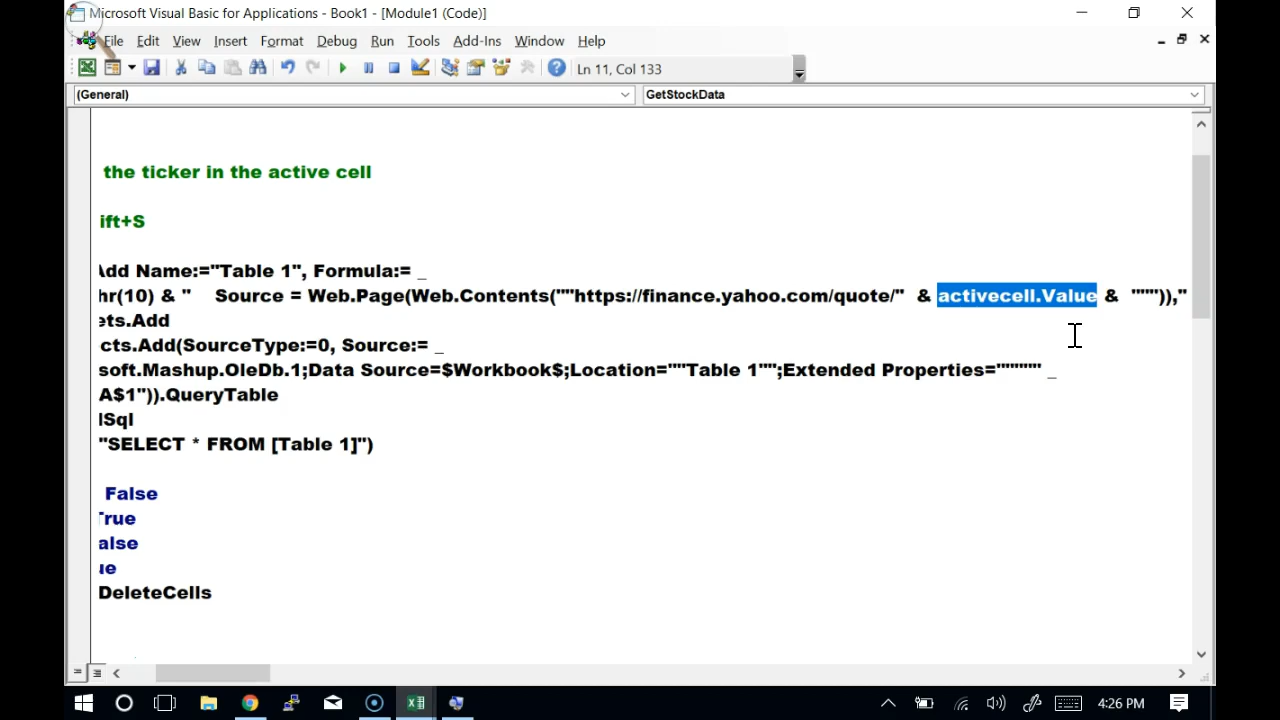 Microsoft Visual Basic for Applications - Book1 - [Module1 (Code)]
File Edit View Insert Format Debug Run Tools Add-Ins Window Help
Ln 11, Col 133
(General) GetStockData
the ticker in the active cell
ift+S
Add Name:="Table 1", Formula:= _
hr(10) & " Source = Web.Page(Web.Contents(""https://finance.yahoo.com/quote/" & activecell.Value & """)),"
ets.Add
cts.Add(SourceType:=0, Source:= _
soft.Mashup.OleDb.1;Data Source=$Workbook$;Location=""Table 1"";Extended Properties=""""" _
A$1")).QueryTable
lSql
"SELECT * FROM [Table 1]")
False
True
alse
ue
DeleteCells
4:26 PM